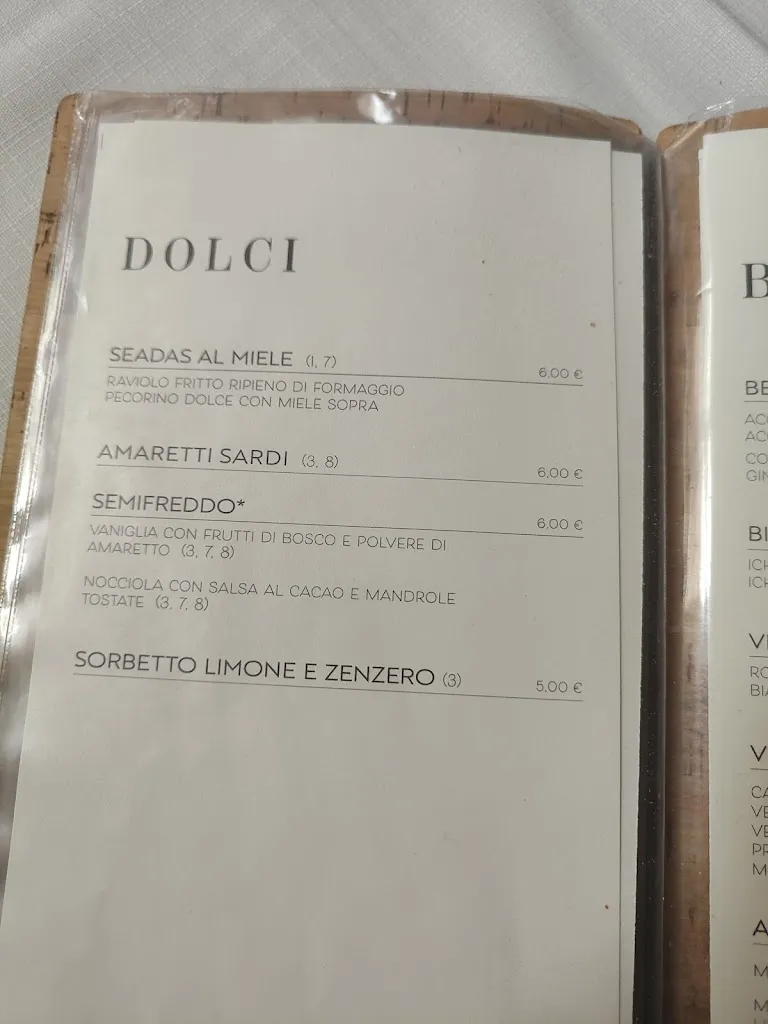 DOLCI
SEADAS AL MIELE (1, 7) 6,00 €
RAVIOLO FRITTO RIPIENO DI FORMAGGIO
PECORINO DOLCE CON MIELE SOPRA
AMARETTI SARDI (3, 8) 6,00 €
SEMIFREDDO* 6,00 €
VANIGLIA CON FRUTTI DI BOSCO E POLVERE DI
AMARETTO (3, 7, 8)
NOCCIOLA CON SALSA AL CACAO E MANDROLE
TOSTATE (3, 7, 8)
SORBETTO LIMONE E ZENZERO (3) 5,00 €